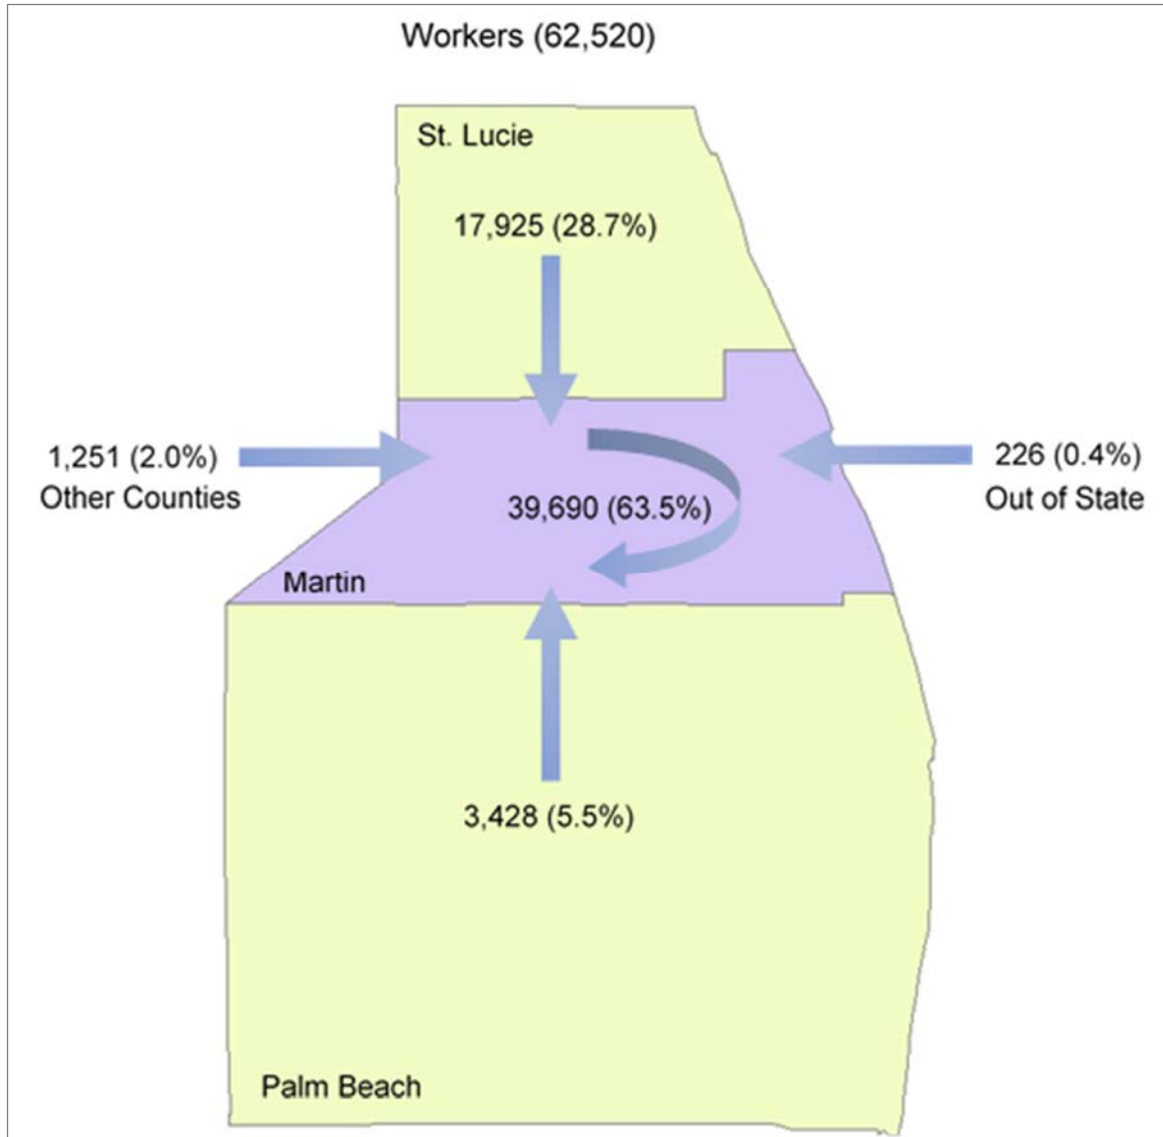 Workers (62,520)
St. Lucie
17,925 (28.7%)
1,251 (2.0%)
Other Counties
226 (0.4%)
Out of State
39,690 (63.5%)
Martin
3,428 (5.5%)
Palm Beach